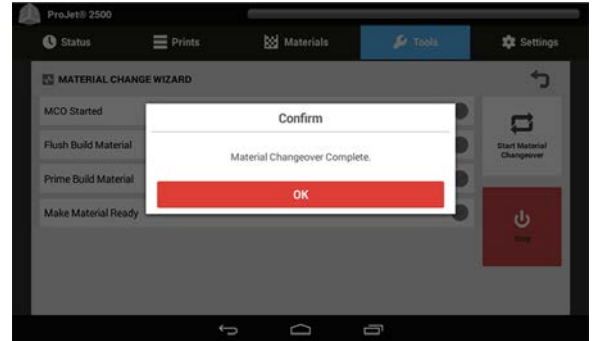 ProJet® 2500
Status
Prints
Materials
Tools
Settings
MATERIAL CHANGE WIZARD
MCO Started
Flush Build Material
Prime Build Material
Make Material Ready
Confirm
Material Changeover Complete.
OK
Start Material
Changeover
Stop